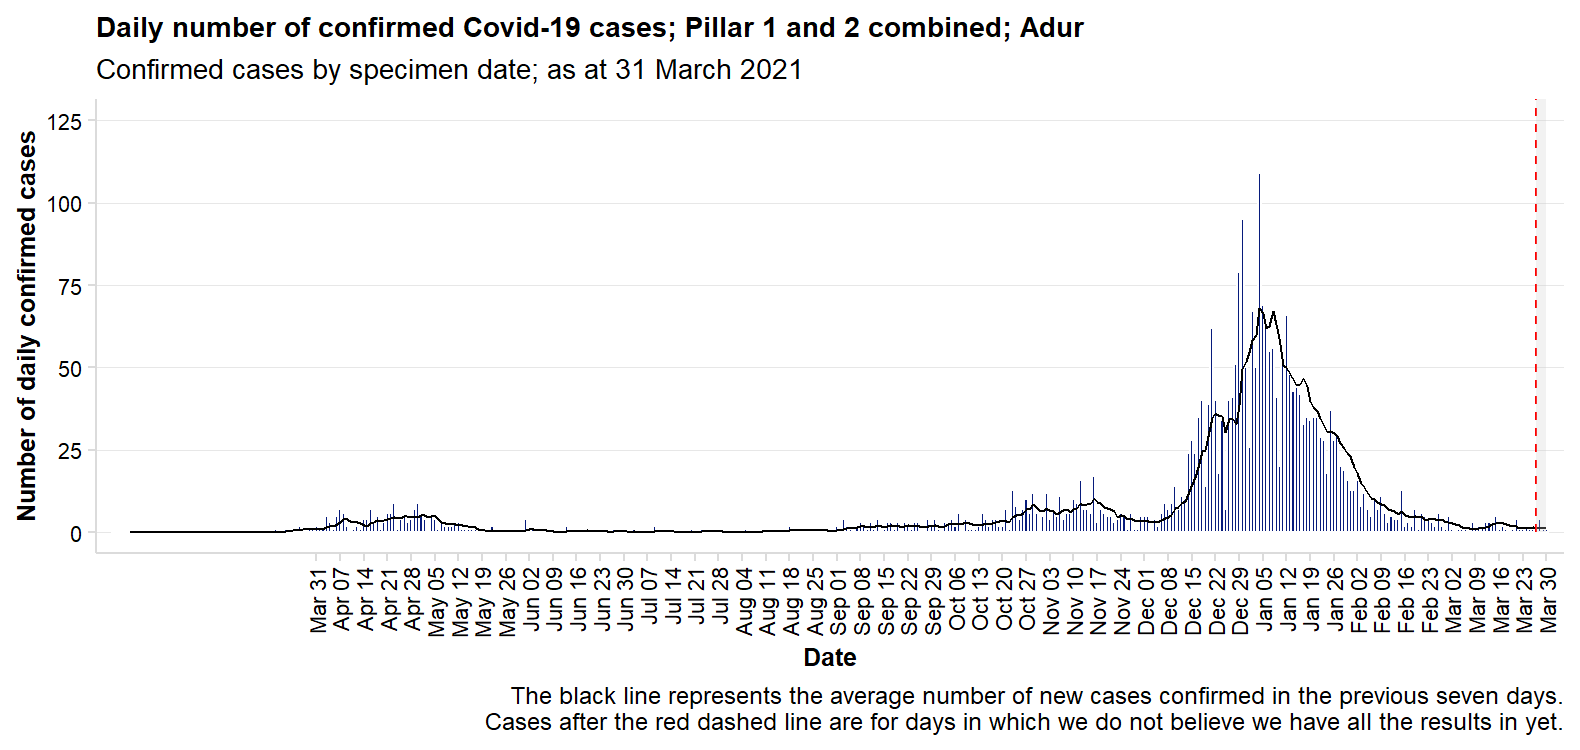 Daily number of confirmed Covid-19 cases; Pillar 1 and 2 combined; Adur
Confirmed cases by specimen date; as at 31 March 2021
Number of daily confirmed cases
125
100
75
50
25
0
Mar 31
Apr 07
Apr 14
Apr 21
Apr 28
May 05
May 12
May 19
May 26
Jun 02
Jun 09
Jun 16
Jun 23
Jun 30
Jul 07
Jul 14
Jul 21
Jul 28
Aug 04
Aug 11
Aug 18
Aug 25
Sep 01
Sep 08
Sep 15
Sep 22
Sep 29
Oct 06
Oct 13
Oct 20
Oct 27
Nov 03
Nov 10
Nov 17
Nov 24
Dec 01
Dec 08
Dec 15
Dec 22
Dec 29
Jan 05
Jan 12
Jan 19
Jan 26
Feb 02
Feb 09
Feb 16
Feb 23
Mar 02
Mar 09
Mar 16
Mar 23
Mar 30
Date
The black line represents the average number of new cases confirmed in the previous seven days.
Cases after the red dashed line are for days in which we do not believe we have all the results in yet.